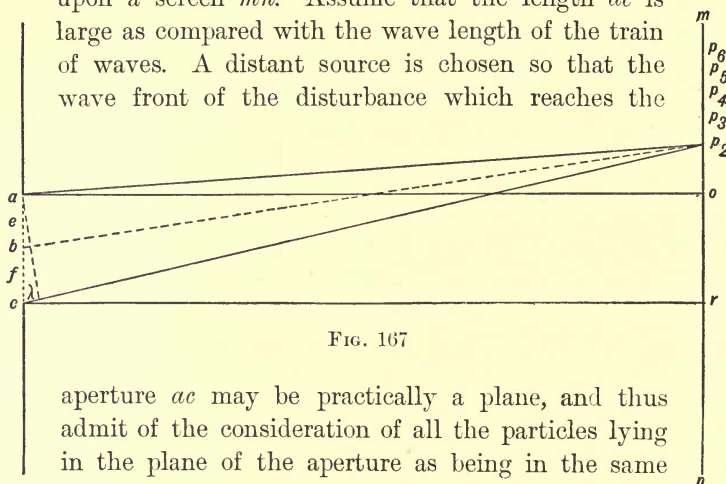 upon a screen mn. Assume that the length ac is
large as compared with the wave length of the train
of waves. A distant source is chosen so that the
wave front of the disturbance which reaches the
m
p6
p5
p4
p3
p2
a
o
e
b
f
λ
c
r
FIG. 167
aperture ac may be practically a plane, and thus
admit of the consideration of all the particles lying
in the plane of the aperture as being in the same
n